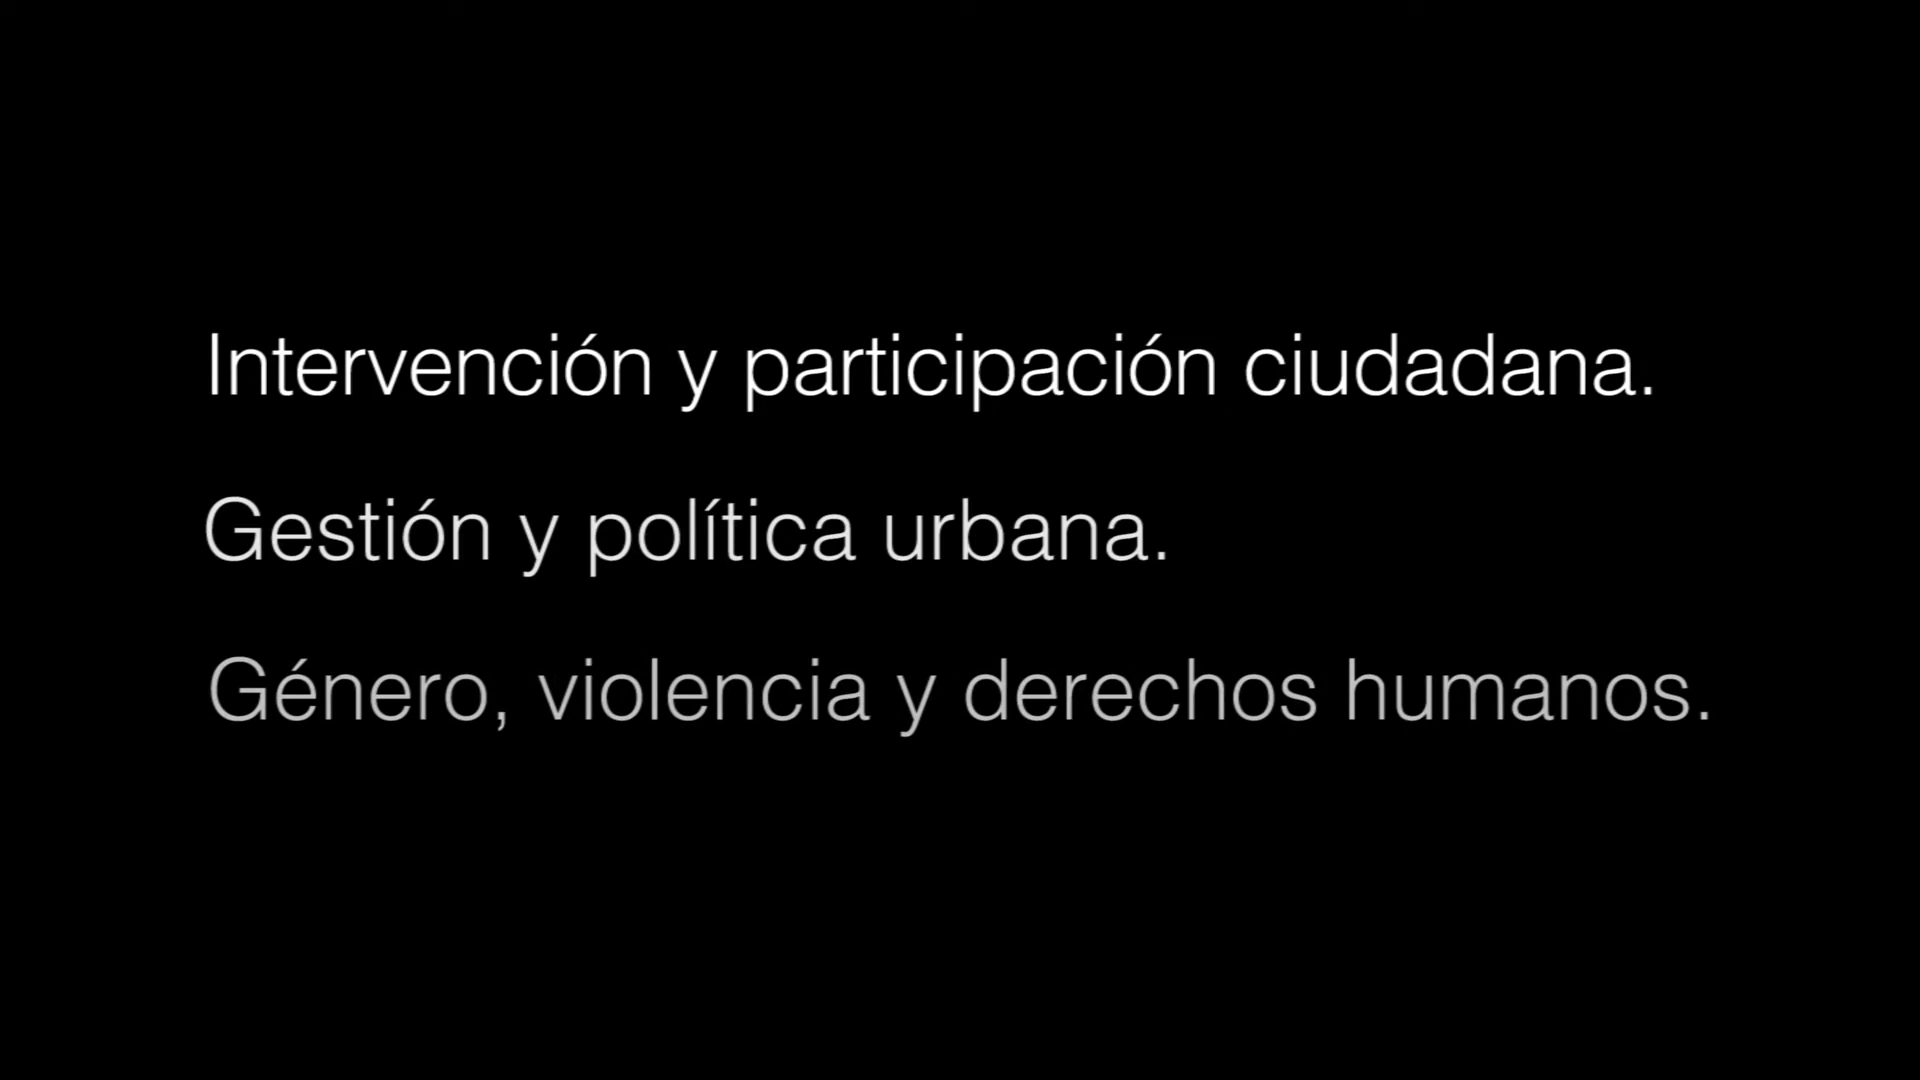 Intervención y participación ciudadana.
Gestión y política urbana.
Género, violencia y derechos humanos.